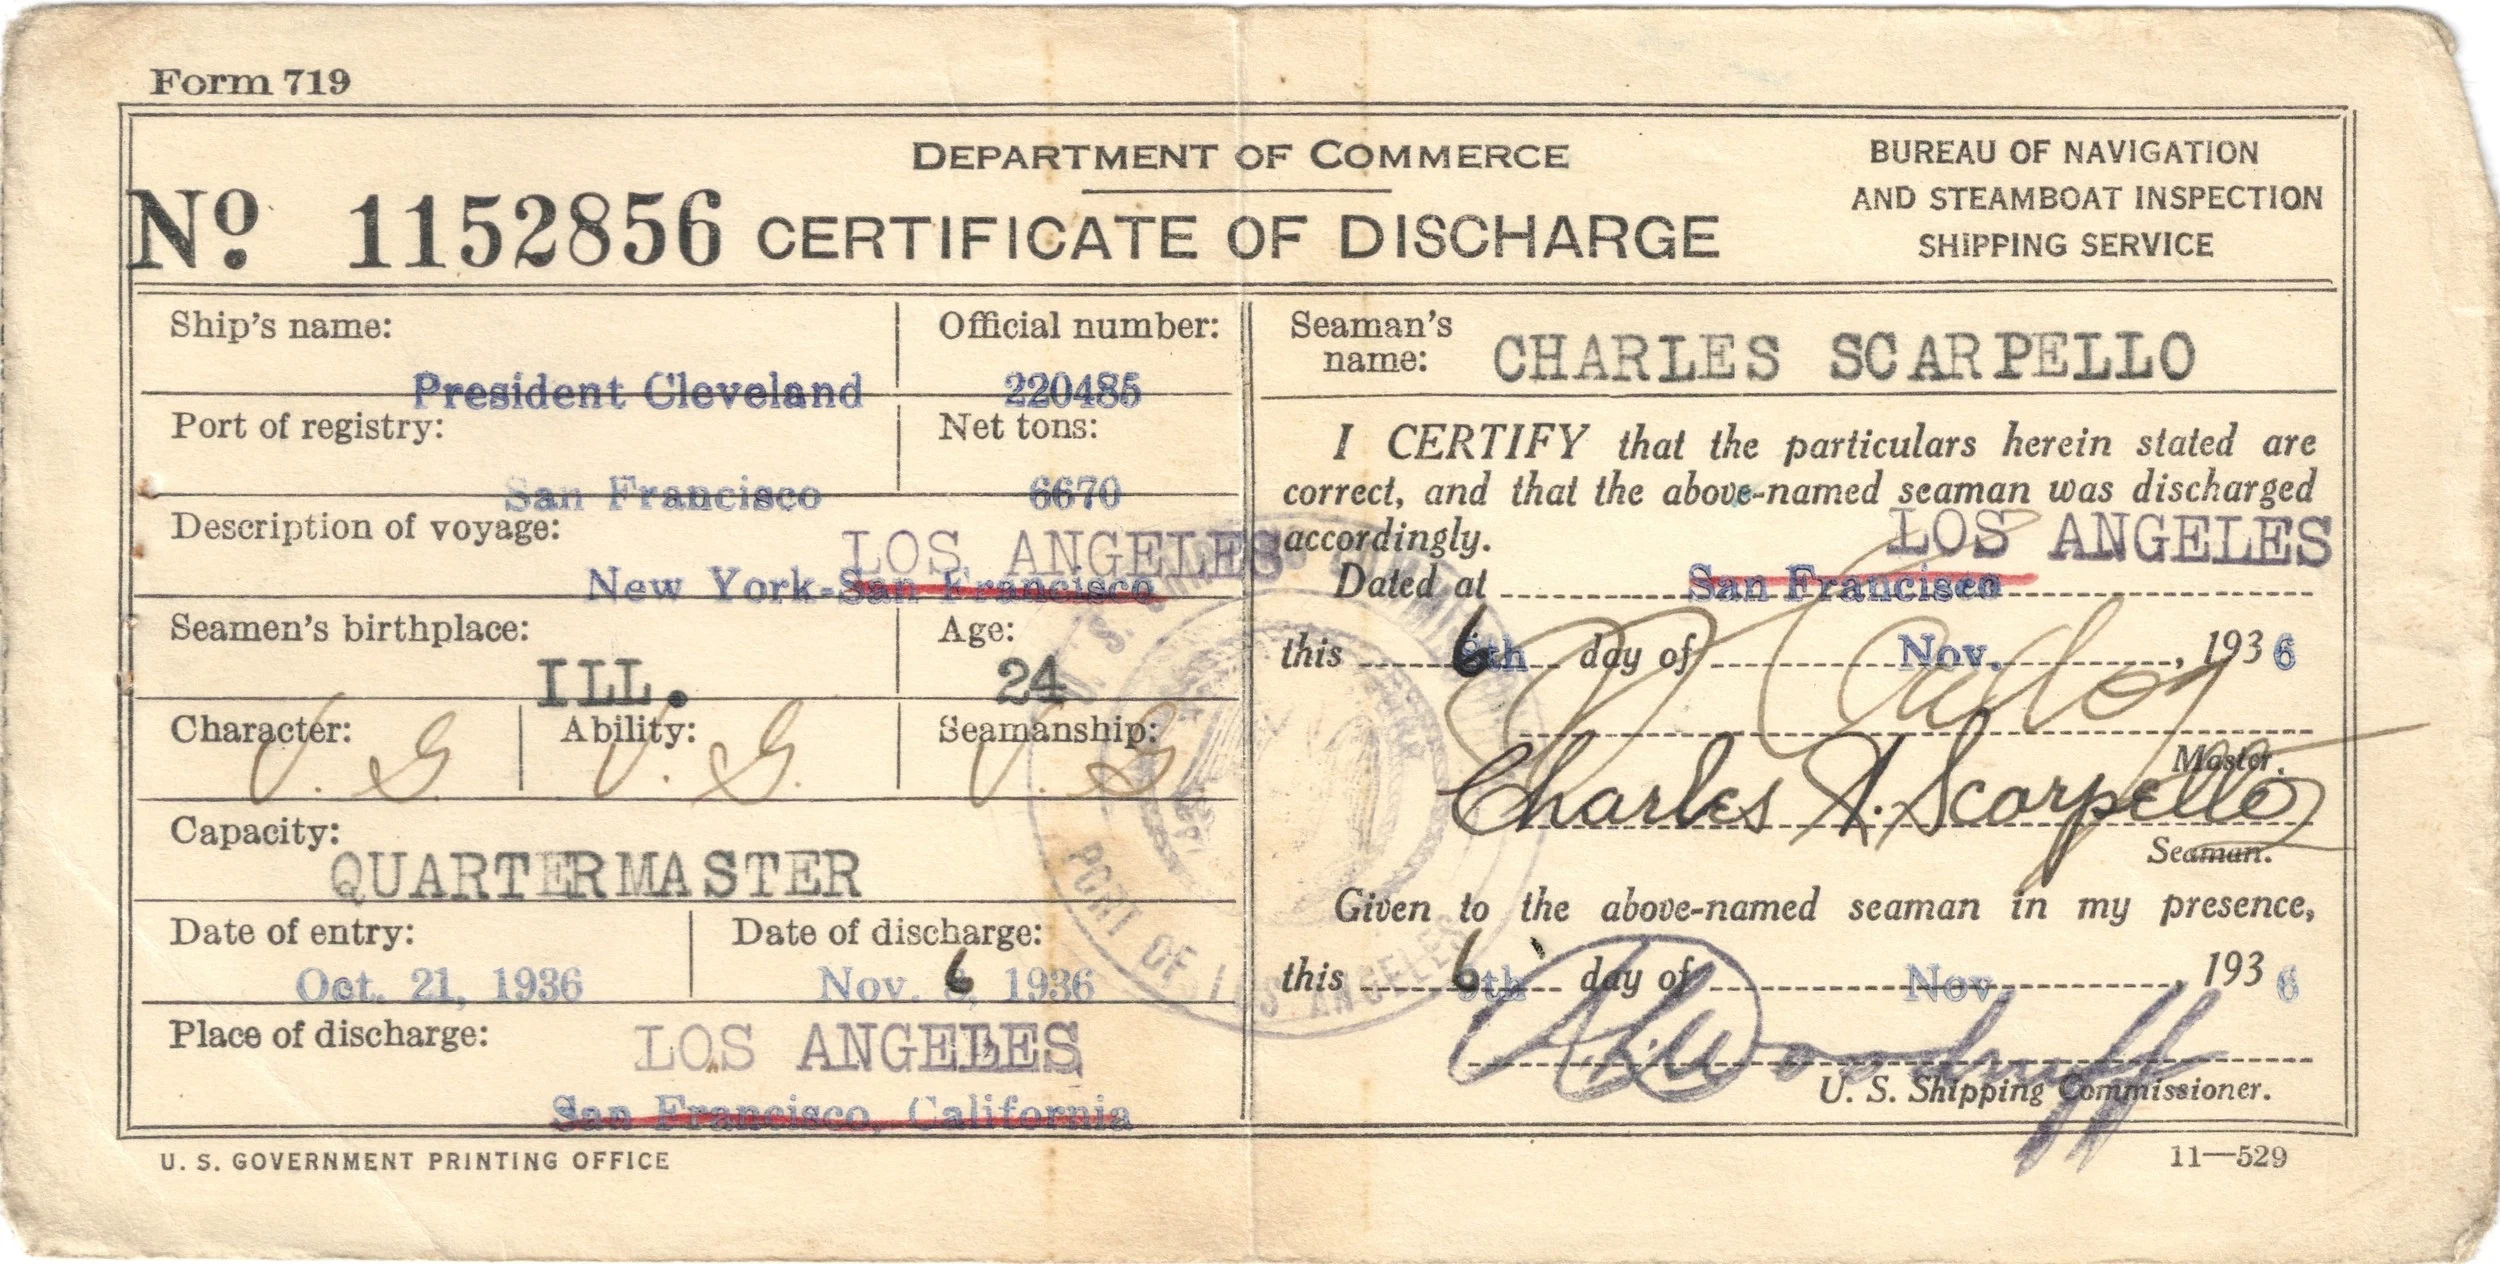 Form 719
DEPARTMENT OF COMMERCE
BUREAU OF NAVIGATION
AND STEAMBOAT INSPECTION
SHIPPING SERVICE
No. 1152856 CERTIFICATE OF DISCHARGE
Ship's name:
President Cleveland
Official number:
220485
Port of registry:
San Francisco
Net tons:
6670
Description of voyage:
LOS ANGELES
New York-San Francisco
Seamen's birthplace:
ILL.
Age:
24
Character:
V. G
Ability:
V. G.
Seamanship:
V. G
Capacity:
QUARTERMASTER
Date of entry:
Oct. 21, 1936
Date of discharge:
Nov. 6, 1936
Place of discharge:
LOS ANGELES
San Francisco, California
Seaman's
name: CHARLES SCARPELLO
I CERTIFY that the particulars herein stated are
correct, and that the above-named seaman was discharged
accordingly.
LOS ANGELES
Dated at San Francisco
this 6th day of Nov., 1936
Master.
Charles A. Scarpello
Seaman.
Given to the above-named seaman in my presence,
this 6th day of Nov., 1936
Woodruff
U. S. Shipping Commissioner.
PORT OF LOS ANGELES
U. S. GOVERNMENT PRINTING OFFICE
11—529